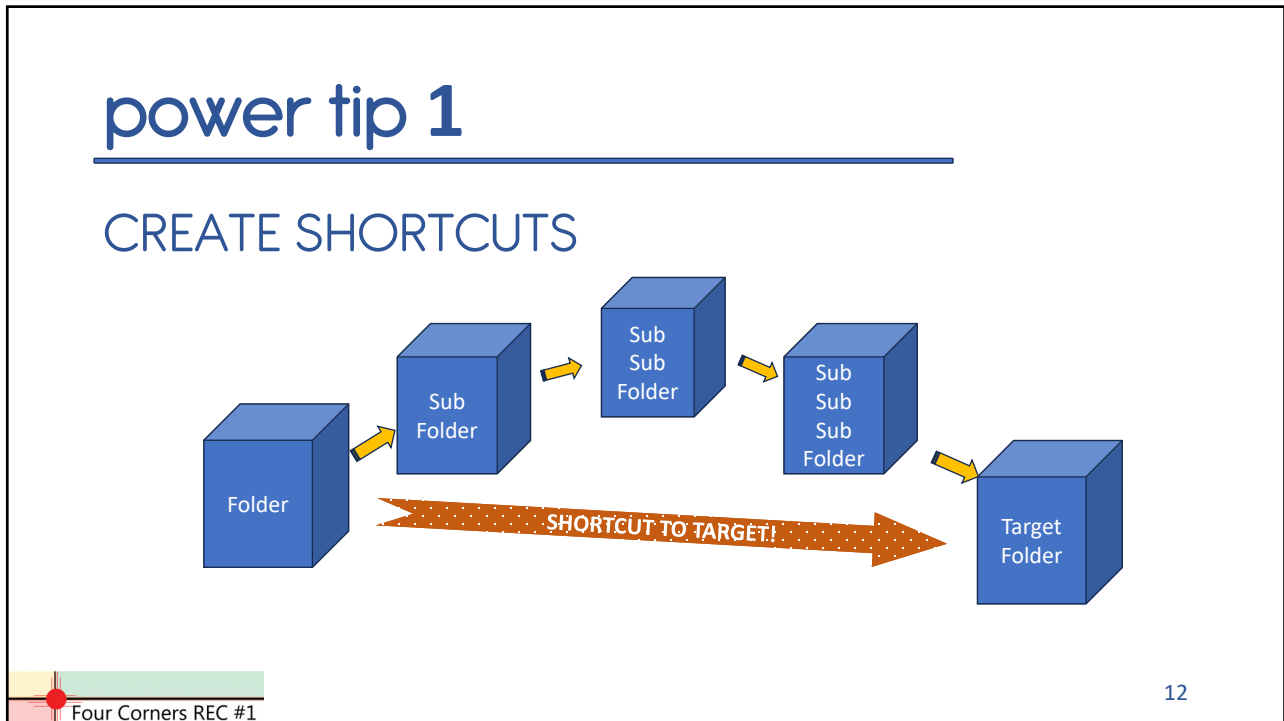 power tip 1
CREATE SHORTCUTS
Folder
Sub
Folder
Sub
Sub
Folder
Sub
Sub
Sub
Folder
Target
Folder
SHORTCUT TO TARGET!
Four Corners REC #1
12